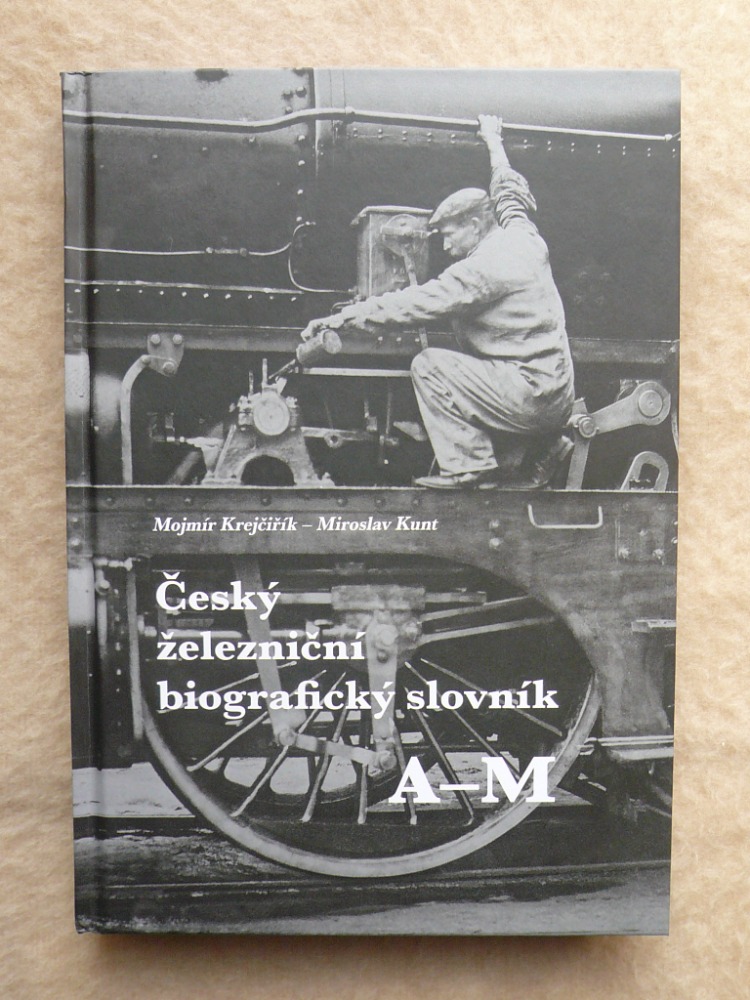 Mojmír Krejčiřík – Miroslav Kunt
Český
železniční
biografický slovník
A–M